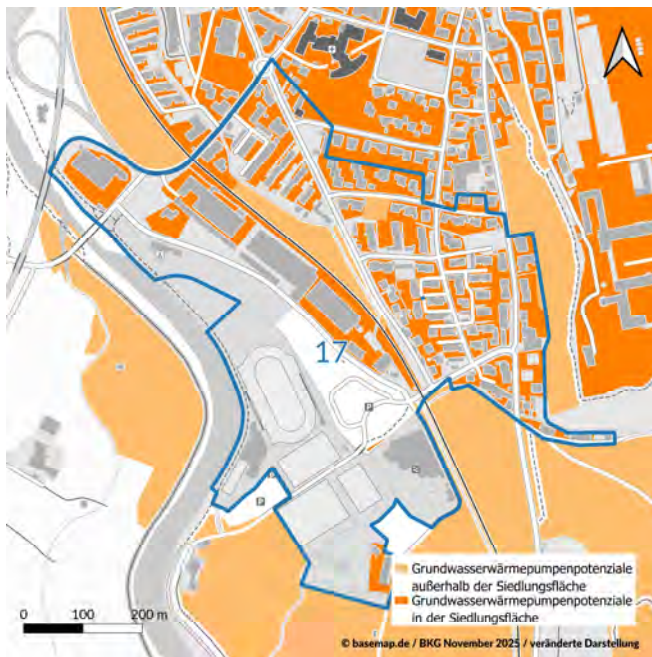 17
P
P
Grundwasserwärmepumpenpotenziale
außerhalb der Siedlungsfläche
Grundwasserwärmepumpenpotenziale
in der Siedlungsfläche
0 100 200 m
© basemap.de / BKG November 2025 / veränderte Darstellung